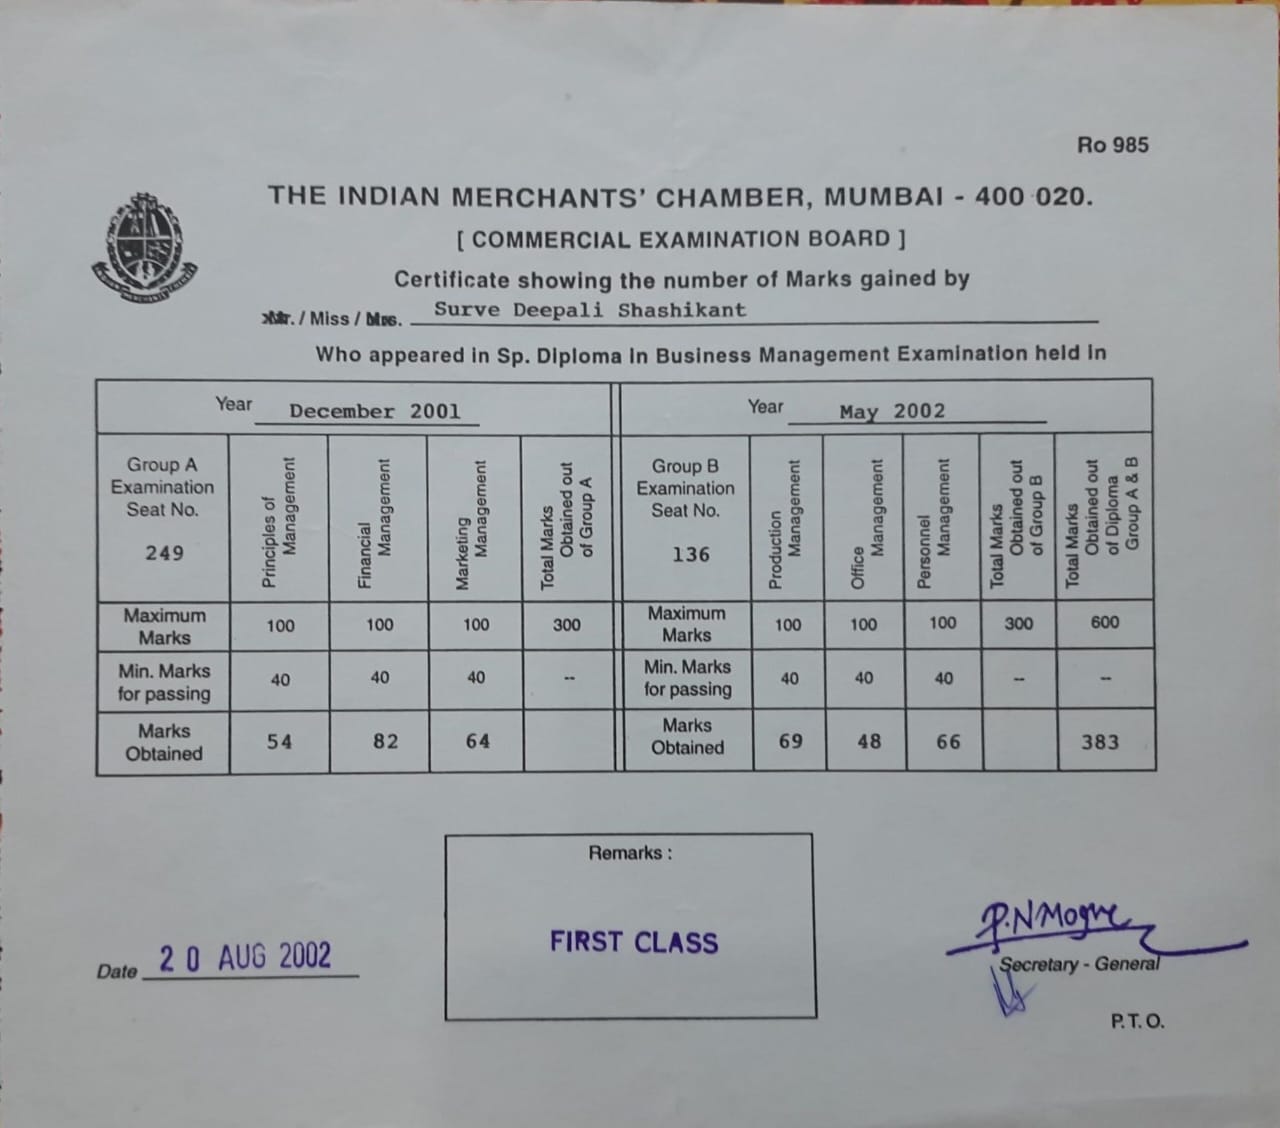 Ro 985
THE INDIAN MERCHANTS' CHAMBER, MUMBAI - 400 020.
[ COMMERCIAL EXAMINATION BOARD ]
Certificate showing the number of Marks gained by
Mr. / Miss / Mrs. Surve Deepali Shashikant
Who appeared in Sp. Diploma in Business Management Examination held in
Year December 2001 Year May 2002
Group A Examination Seat No. 249 Principles of Management Financial Management Marketing Management Total Marks Obtained out of Group A Group B Examination Seat No. 136 Production Management Office Management Personnel Management Total Marks Obtained out of Group B Total Marks Obtained out of Diploma Group A & B
Maximum Marks 100 100 100 300 Maximum Marks 100 100 100 300 600
Min. Marks for passing 40 40 40 -- Min. Marks for passing 40 40 40 -- --
Marks Obtained 54 82 64 Marks Obtained 69 48 66 383
Remarks :
FIRST CLASS
Date 20 AUG 2002
P.N Mogre
Secretary - General
P.T.O.